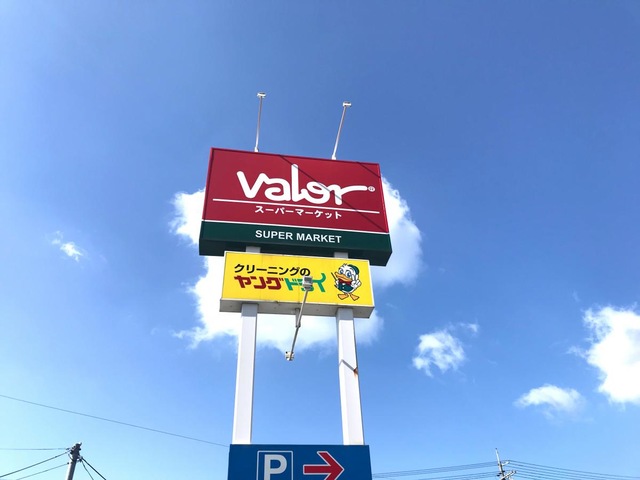 Valor®
スーパーマーケット
SUPER MARKET
クリーニングの
ヤングドライ
P